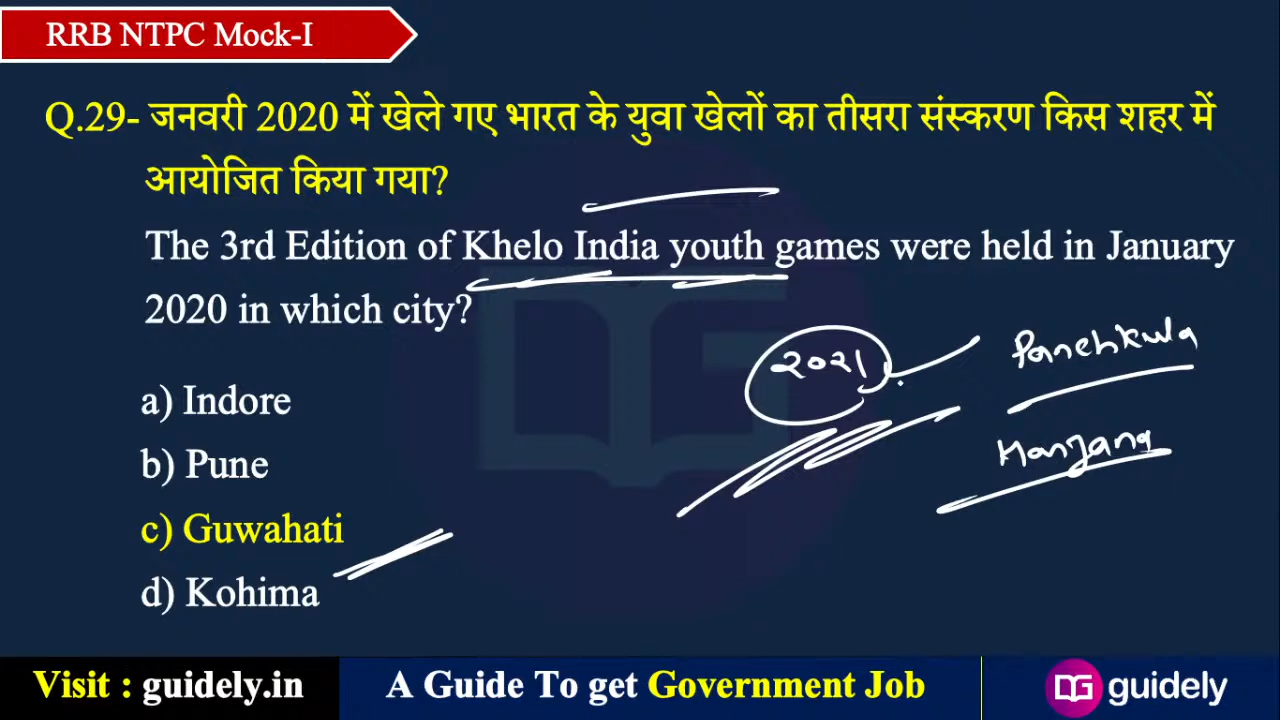 RRB NTPC Mock-I
Q.29- जनवरी 2020 में खेले गए भारत के युवा खेलों का तीसरा संस्करण किस शहर में
आयोजित किया गया?
The 3rd Edition of Khelo India youth games were held in January
2020 in which city?
2021
Panchkula
a) Indore
Haryana
b) Pune
c) Guwahati
d) Kohima
Visit : guidely.in
A Guide To get Government Job
guidely